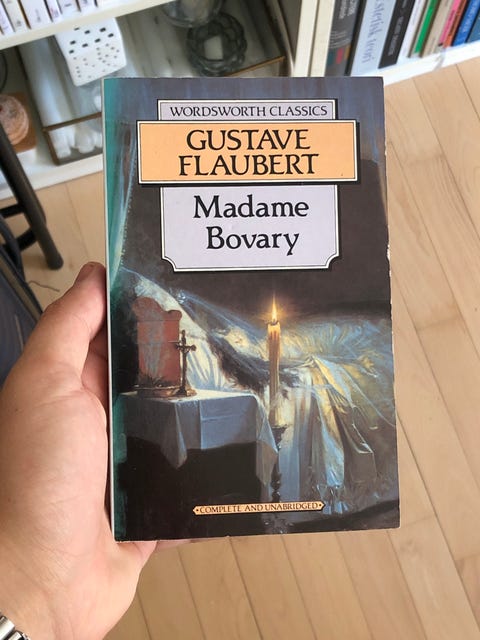 WORDSWORTH CLASSICS
GUSTAVE
FLAUBERT
Madame
Bovary
•COMPLETE AND UNABRIDGED•